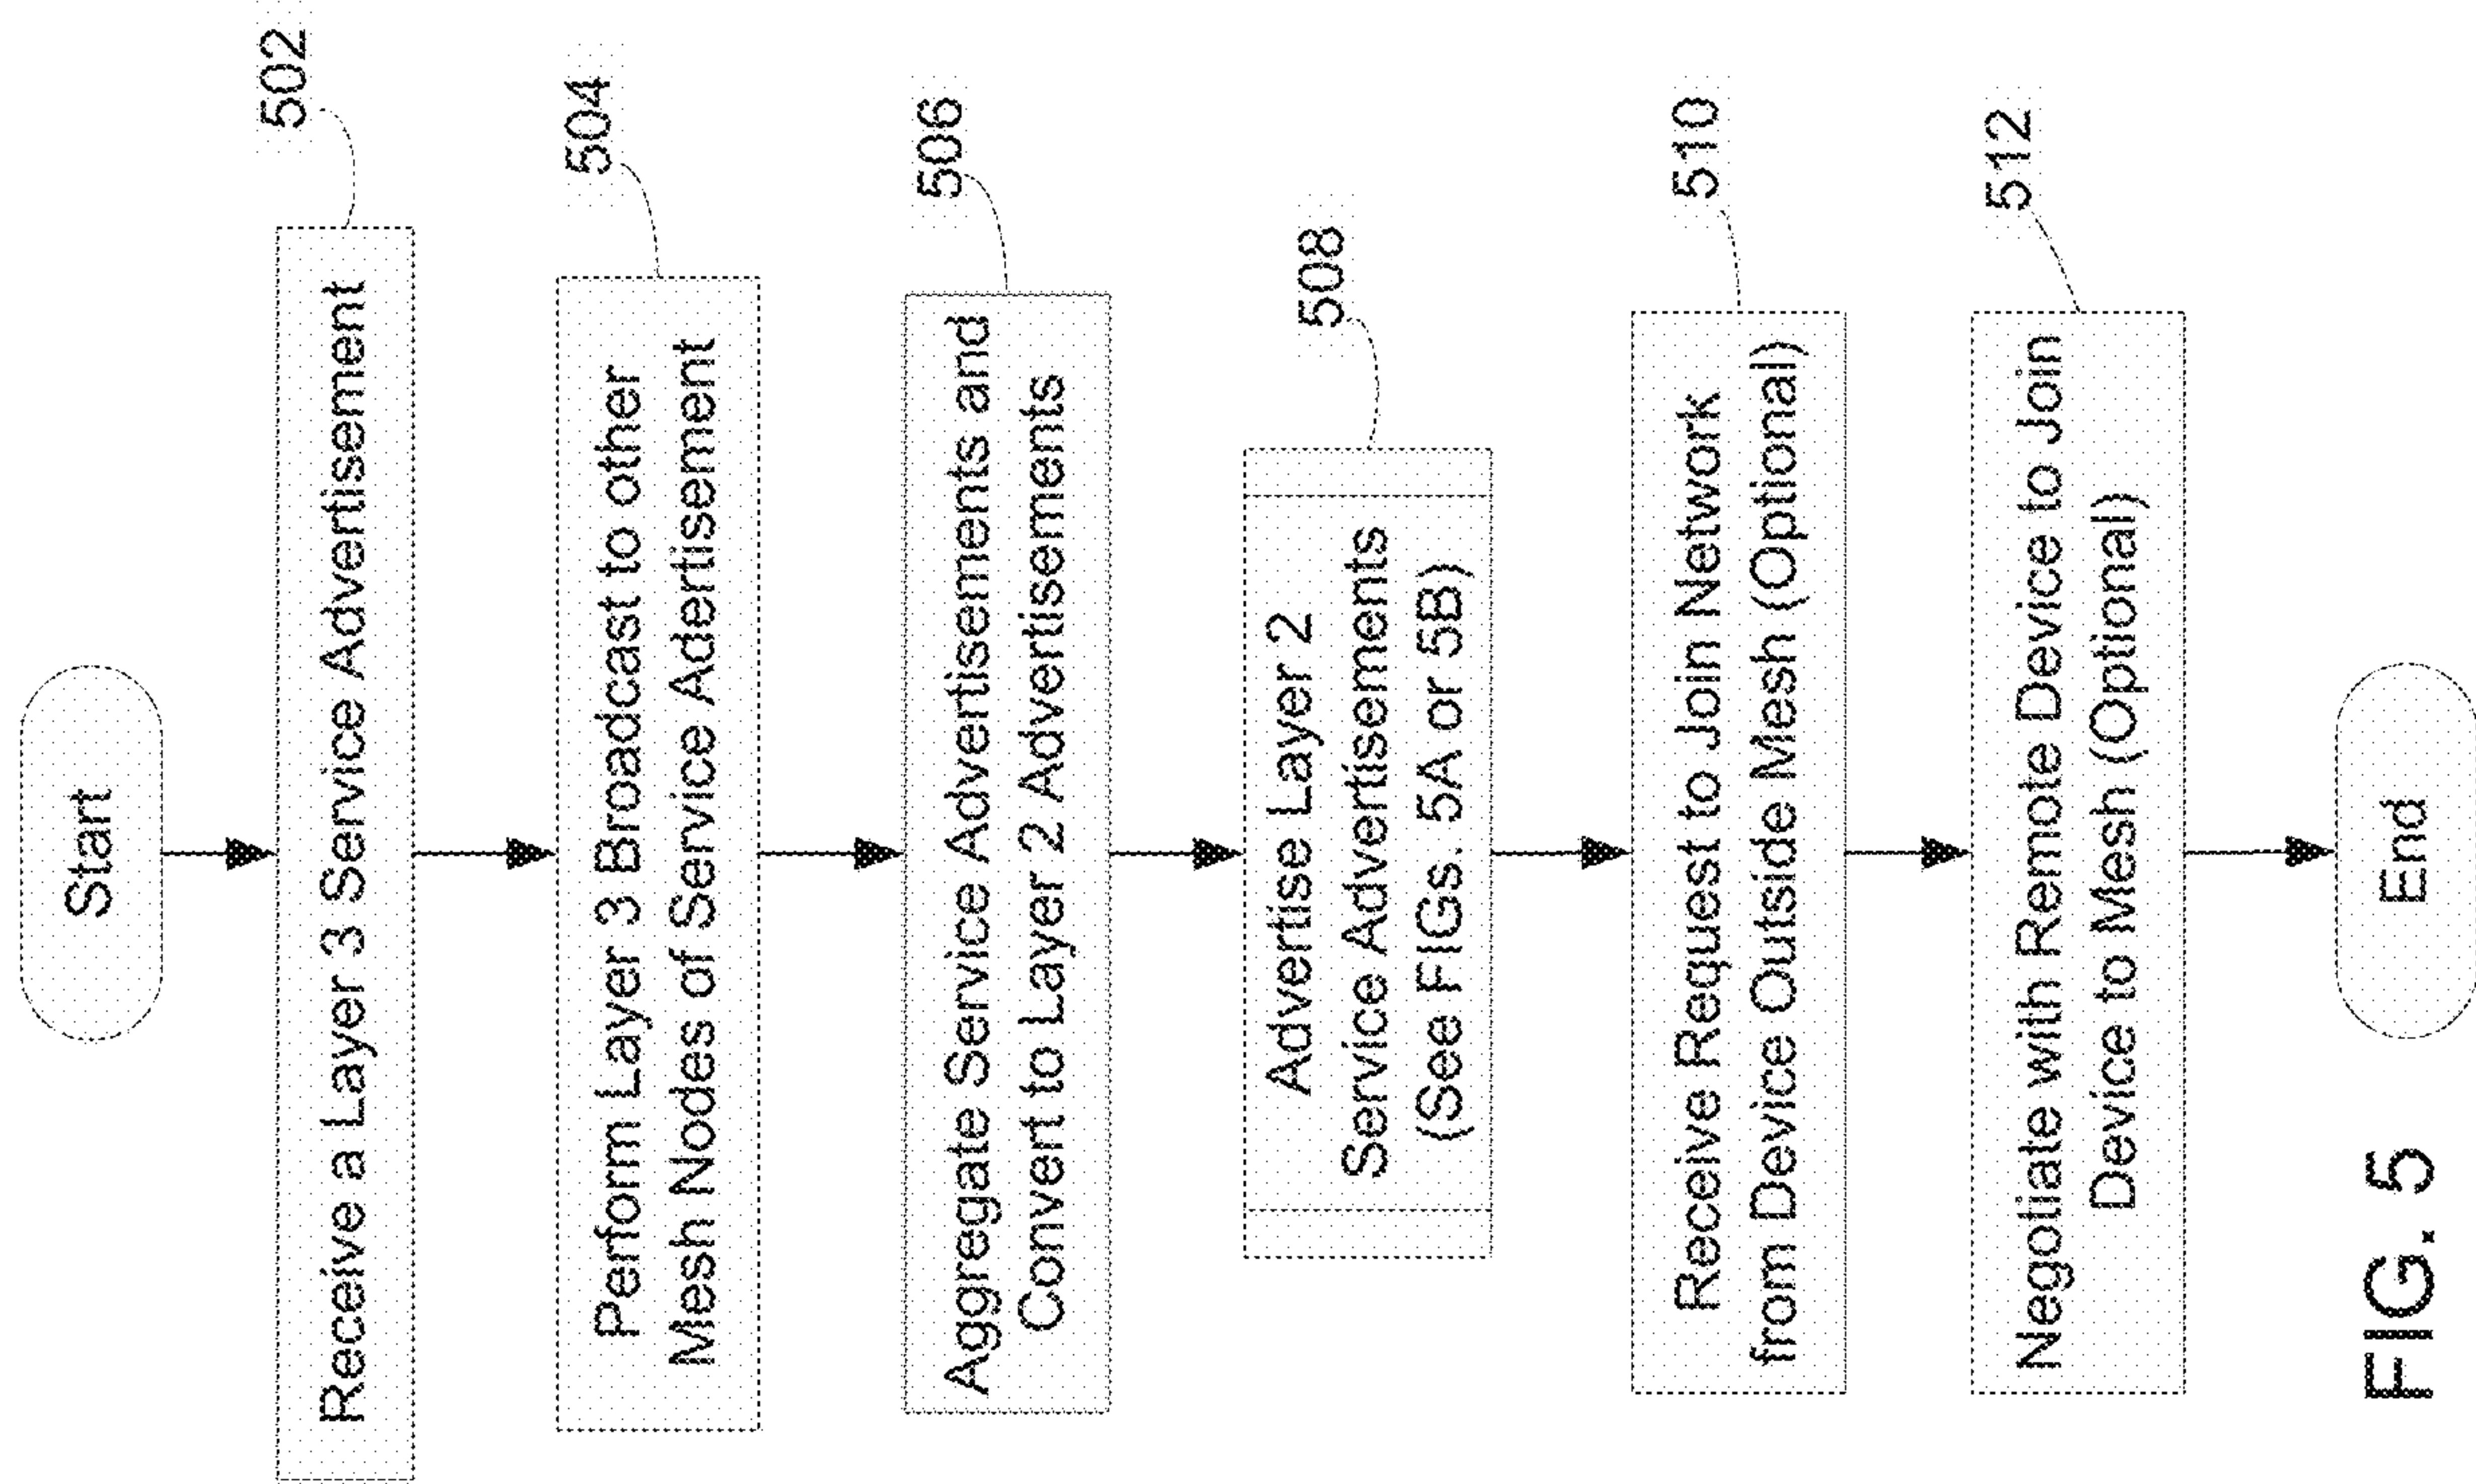 Start
Receive a Layer 3 Service Advertisement
502
Perform Layer 3 Broadcast to other
Mesh Nodes of Service Adertisement
504
Aggregate Service Advertisements and
Convert to Layer 2 Advertisements
506
Advertise Layer 2
Service Advertisements
(See FIGs. 5A or 5B)
508
Receive Request to Join Network
from Device Outside Mesh (Optional)
510
Negotiate with Remote Device to Join
Device to Mesh (Optional)
512
End
FIG. 5